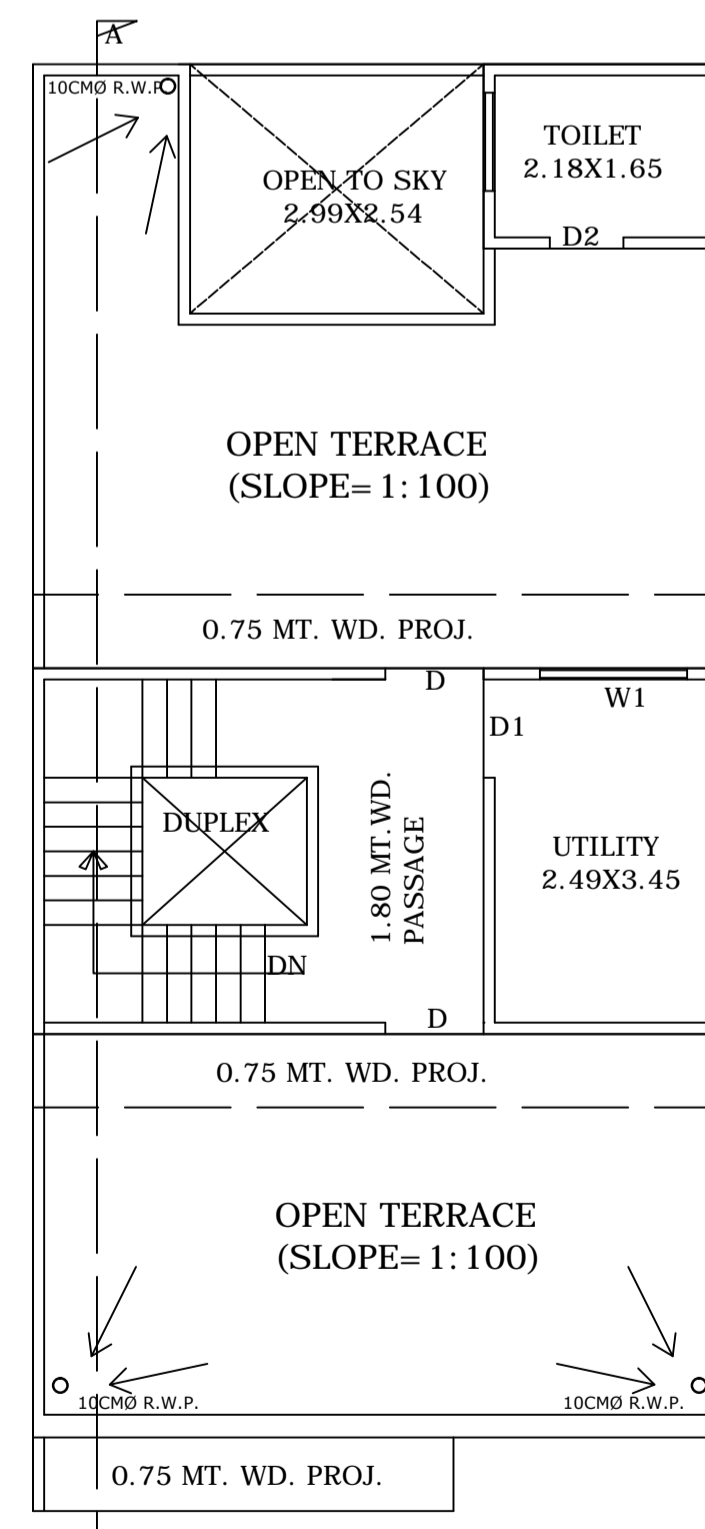 A
10CMØ R.W.P
TOILET
2.18X1.65
OPEN TO SKY
2.99X2.54
D2
OPEN TERRACE
(SLOPE= 1: 100)
0.75 MT. WD. PROJ.
D
W1
D1
DUPLEX
1.80 MT.WD.
PASSAGE
UTILITY
2.49X3.45
DN
D
0.75 MT. WD. PROJ.
OPEN TERRACE
(SLOPE= 1: 100)
10CMØ R.W.P.
10CMØ R.W.P.
0.75 MT. WD. PROJ.